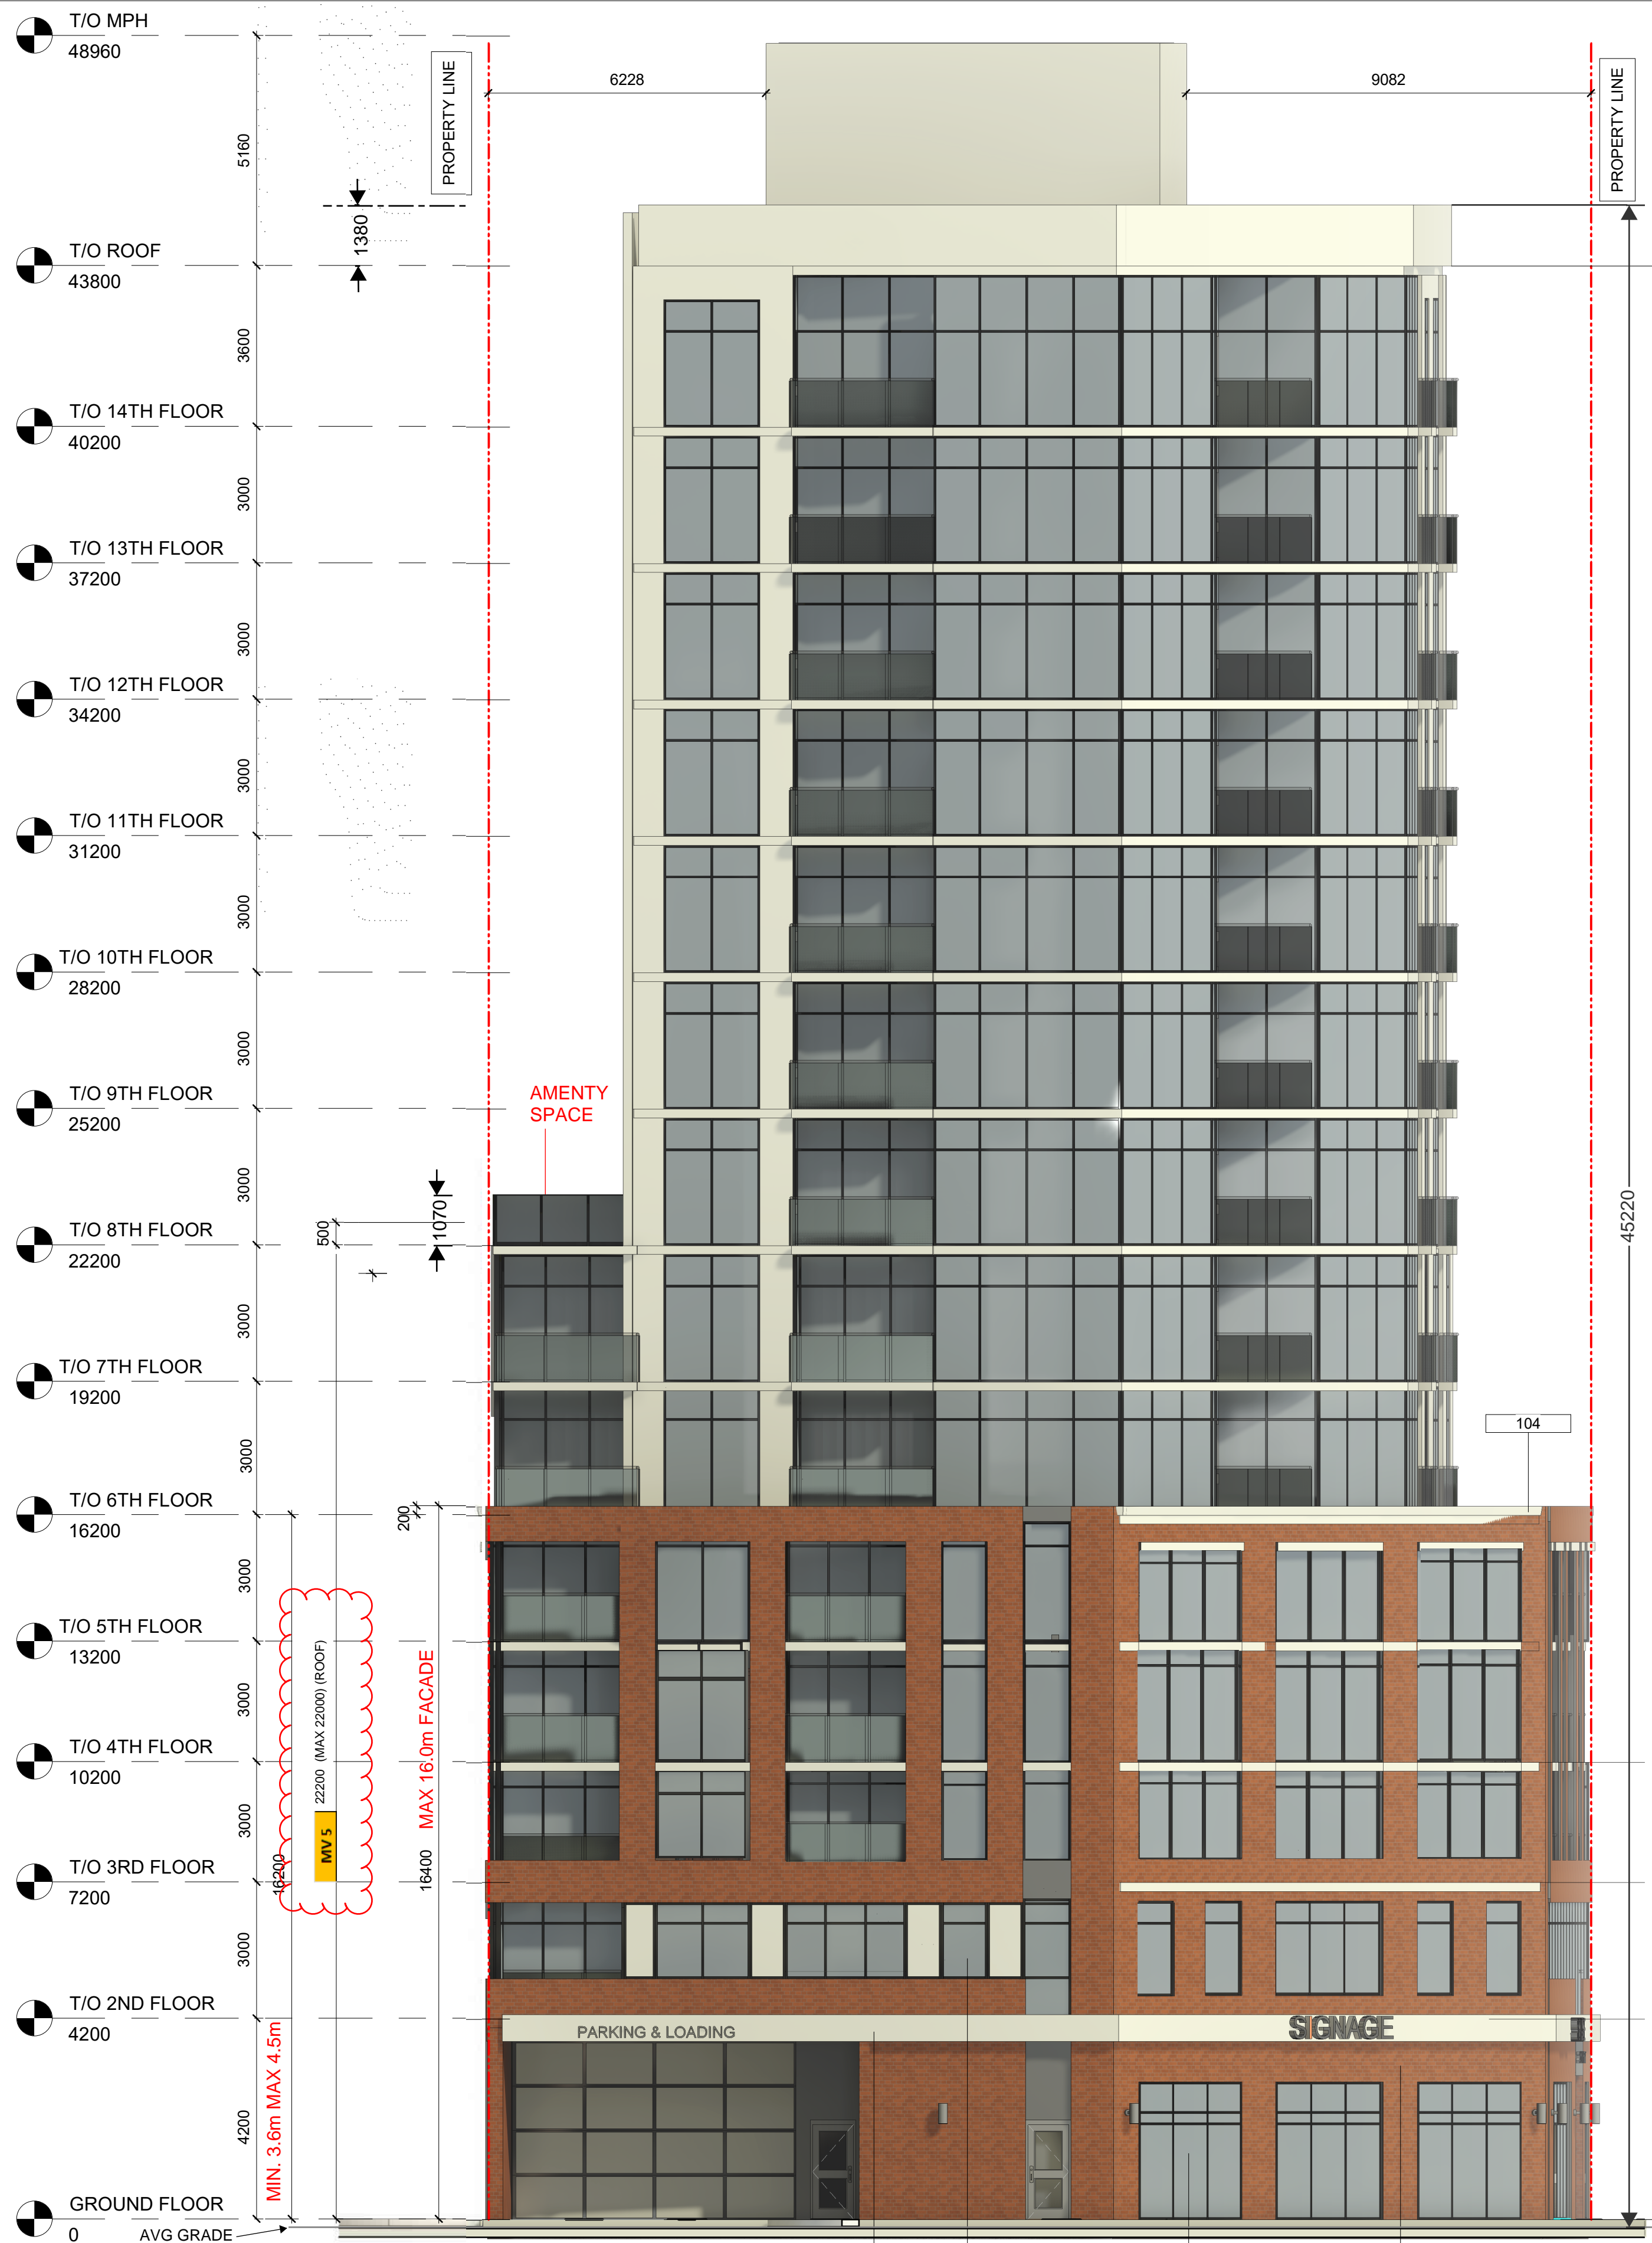 T/O MPH
48960
PROPERTY LINE
6228
9082
PROPERTY LINE
5160
1380
T/O ROOF
43800
3600
T/O 14TH FLOOR
40200
3000
T/O 13TH FLOOR
37200
3000
T/O 12TH FLOOR
34200
3000
T/O 11TH FLOOR
31200
3000
T/O 10TH FLOOR
28200
3000
T/O 9TH FLOOR
25200
AMENTY
SPACE
3000
1070
500
T/O 8TH FLOOR
22200
45220
3000
T/O 7TH FLOOR
19200
104
3000
T/O 6TH FLOOR
16200
200
3000
T/O 5TH FLOOR
13200
22200 (MAX 22000) (ROOF)
MV 5
MAX 16.0m FACADE
3000
T/O 4TH FLOOR
10200
3000
16200
16400
T/O 3RD FLOOR
7200
3000
T/O 2ND FLOOR
4200
PARKING & LOADING
SIGNAGE
MIN. 3.6m MAX 4.5m
4200
GROUND FLOOR
0
AVG GRADE